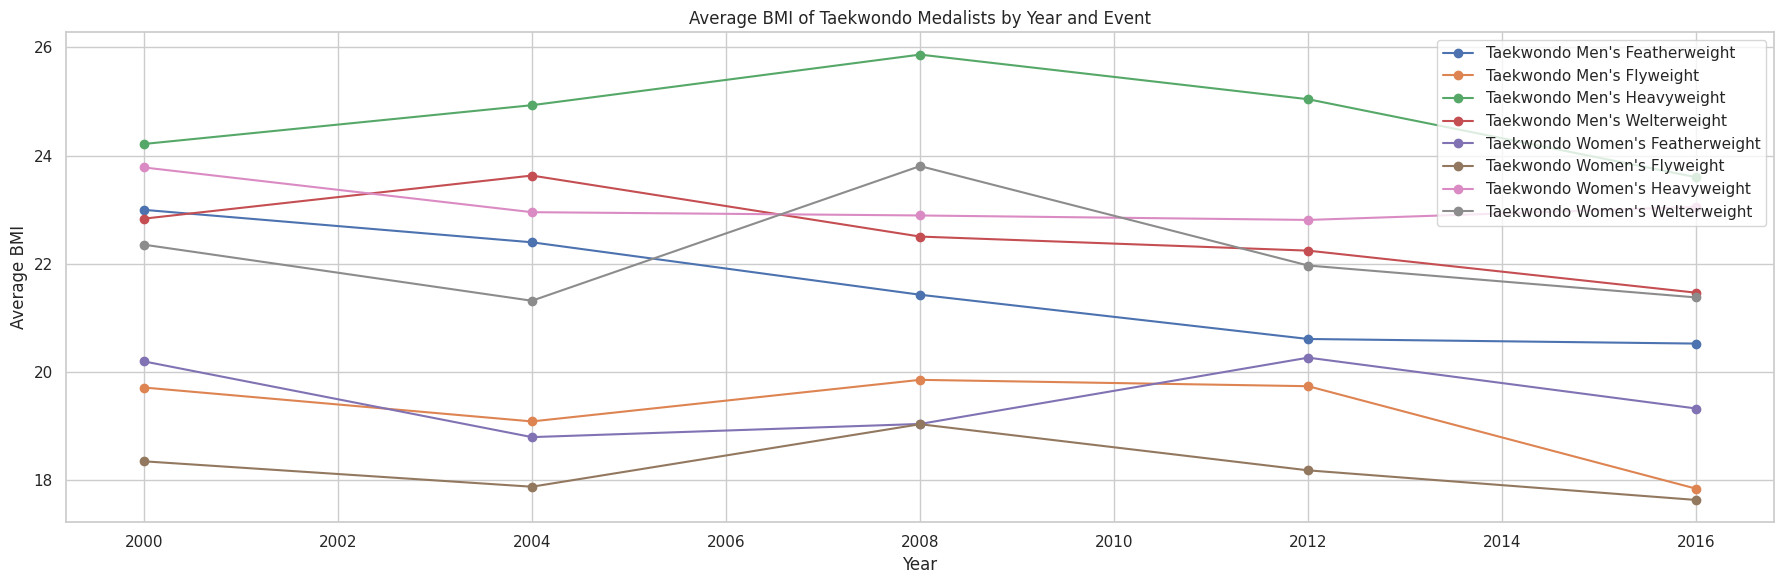 Average BMI of Taekwondo Medalists by Year and Event
26
24
22
20
18
Average BMI
Taekwondo Men's Featherweight
Taekwondo Men's Flyweight
Taekwondo Men's Heavyweight
Taekwondo Men's Welterweight
Taekwondo Women's Featherweight
Taekwondo Women's Flyweight
Taekwondo Women's Heavyweight
Taekwondo Women's Welterweight
2000 2002 2004 2006 2008 2010 2012 2014 2016
Year